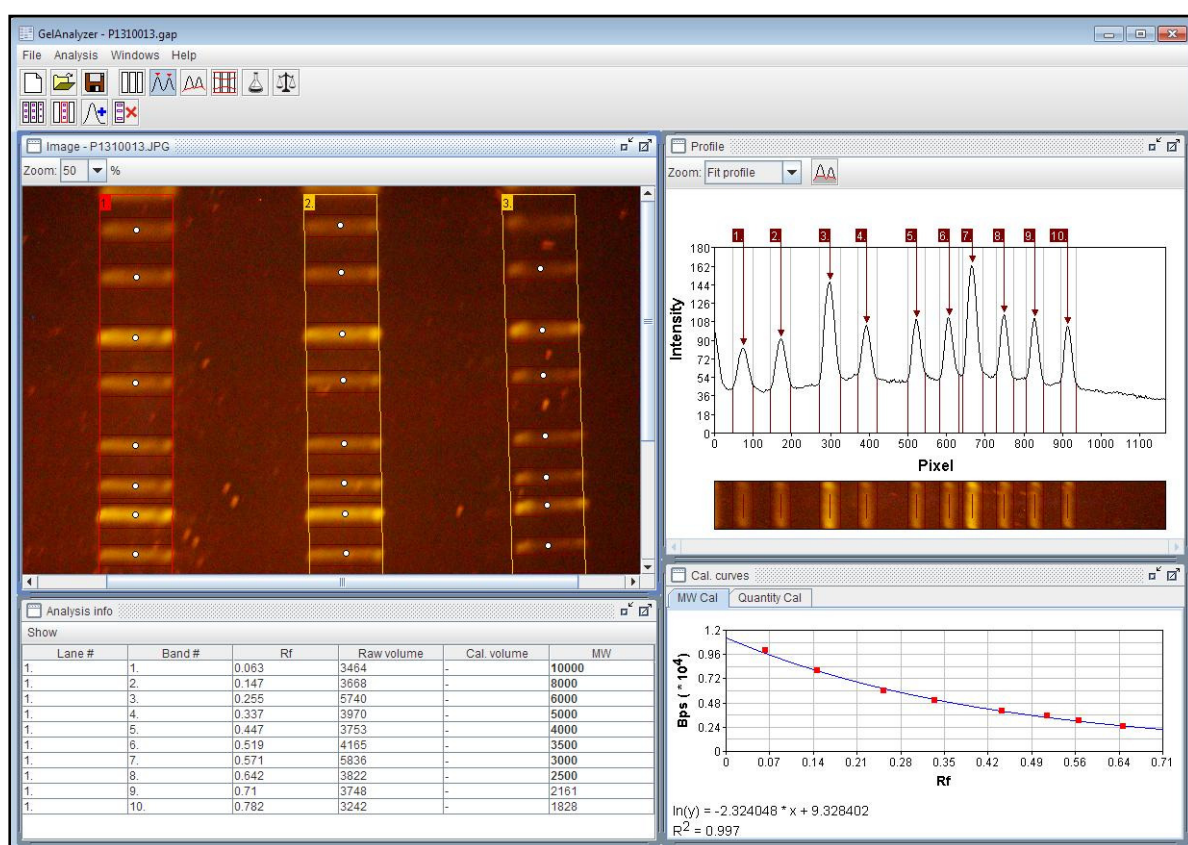 GelAnalyzer - P1310013.gap
File Analysis Windows Help
Image - P1310013.JPG
Zoom: 50 %
1.
2.
3.
Profile
Zoom: Fit profile
1. 2. 3. 4. 5. 6. 7. 8. 9. 10.
180
162
144
126
108
90
72
54
36
18
0
Intensity
0 100 200 300 400 500 600 700 800 900 1000 1100
Pixel
Analysis info
Show
Lane # Band # Rf Raw volume Cal. volume MW
1. 1. 0.063 3464 - 10000
1. 2. 0.147 3668 - 8000
1. 3. 0.255 5740 - 6000
1. 4. 0.337 3970 - 5000
1. 5. 0.447 3753 - 4000
1. 6. 0.519 4165 - 3500
1. 7. 0.571 5836 - 3000
1. 8. 0.642 3822 - 2500
1. 9. 0.71 3748 - 2161
1. 10. 0.782 3242 - 1828
Cal. curves
MW Cal Quantity Cal
1.2
0.96
0.72
0.48
0.24
0
Bps ( * 10⁴)
0 0.07 0.14 0.21 0.28 0.35 0.42 0.49 0.56 0.64 0.71
Rf
ln(y) = -2.324048 * x + 9.328402
R² = 0.997